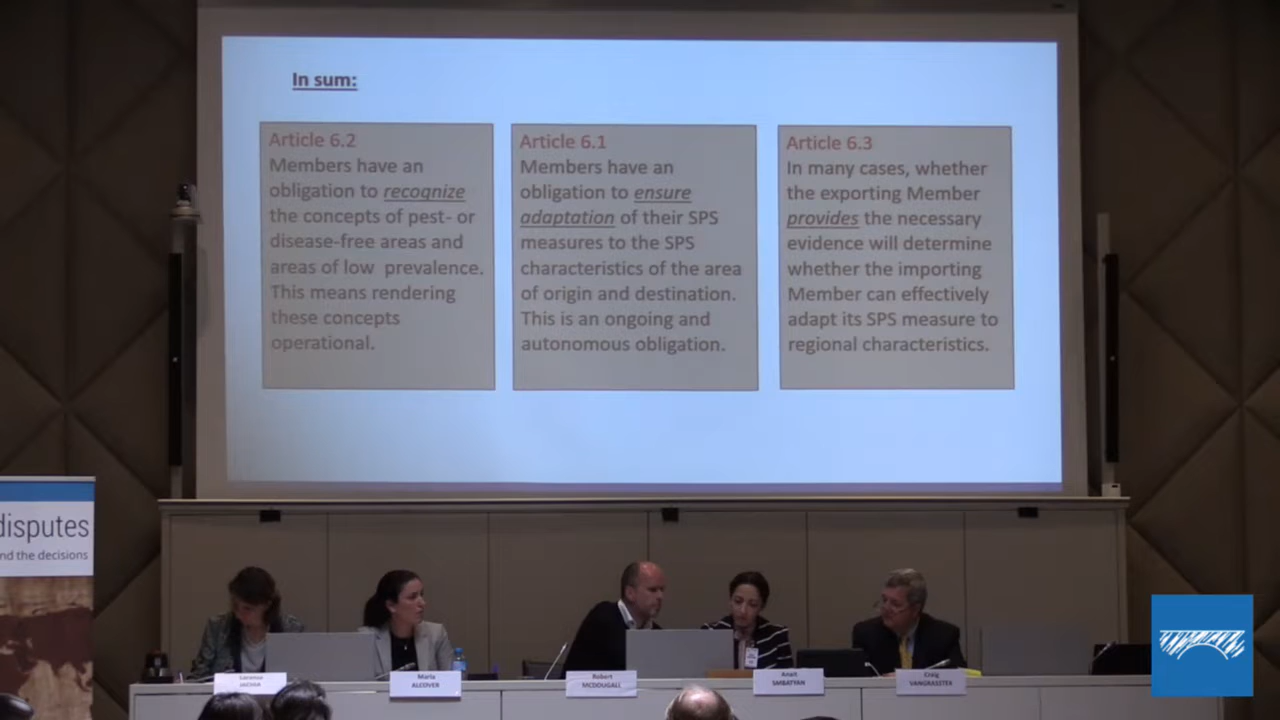 In sum:
Article 6.2
Members have an
obligation to recognize
the concepts of pest- or
disease-free areas and
areas of low prevalence.
This means rendering
these concepts
operational.
Article 6.1
Members have an
obligation to ensure
adaptation of their SPS
measures to the SPS
characteristics of the area
of origin and destination.
This is an ongoing and
autonomous obligation.
Article 6.3
In many cases, whether
the exporting Member
provides the necessary
evidence will determine
whether the importing
Member can effectively
adapt its SPS measure to
regional characteristics.
disputes
nd the decisions
Maria
ALCOVER
Robert
MCDOUGALL
Anait
SMBATYAN
Craig
VANGRASSTEK